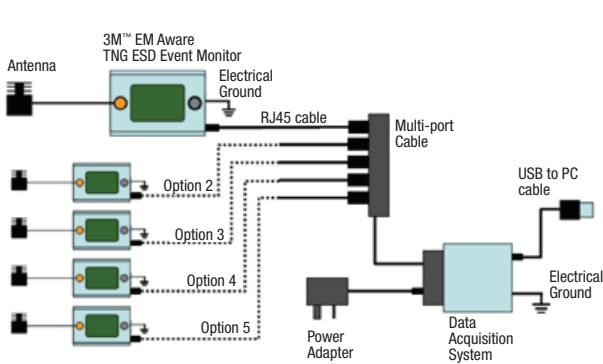 3M™ EM Aware
TNG ESD Event Monitor
Antenna
Electrical
Ground
RJ45 cable
Multi-port
Cable
USB to PC
cable
Option 2
Option 3
Option 4
Option 5
Electrical
Ground
Power
Adapter
Data
Acquisition
System